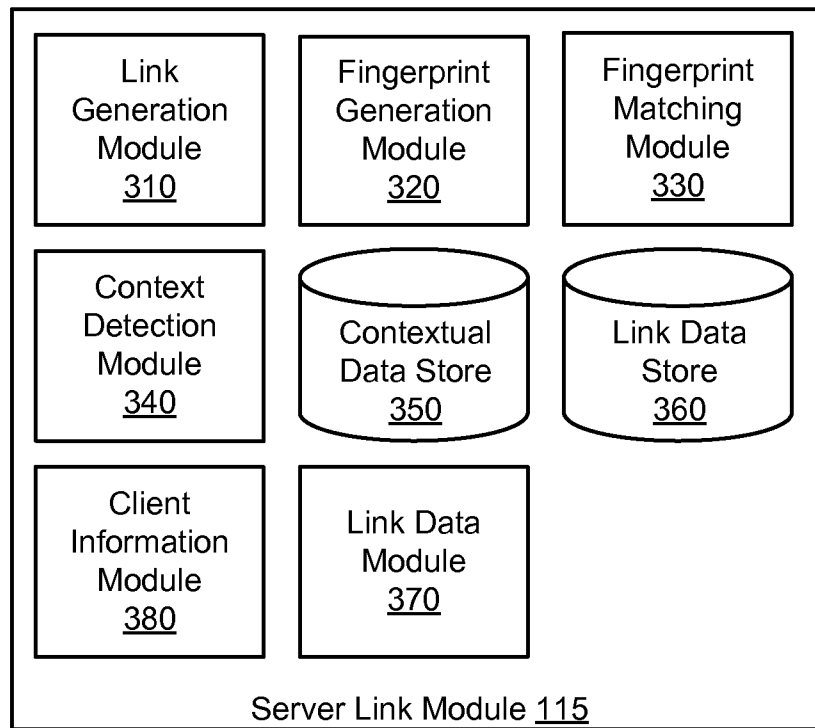 Link
Generation
Module
310
Fingerprint
Generation
Module
320
Fingerprint
Matching
Module
330
Context
Detection
Module
340
Contextual
Data Store
350
Link Data
Store
360
Client
Information
Module
380
Link Data
Module
370
Server Link Module 115